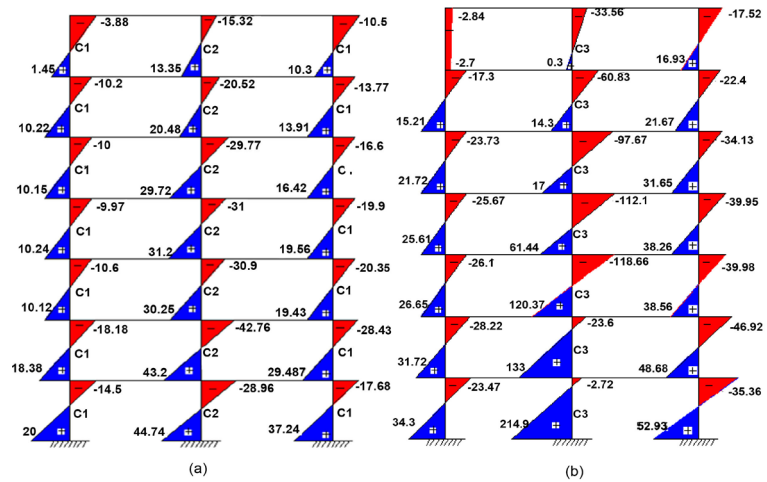 -3.88 -15.32 -10.5
C1 C2 C1
1.45 13.35 10.3
-10.2 -20.52 -13.77
C1 C2 C1
10.22 20.48 13.91
-10 -29.77 -16.6
C1 C2 C
10.15 29.72 16.42
-9.97 -31 -19.9
C1 C2 C1
10.24 31.2 19.56
-10.6 -30.9 -20.35
C1 C2 C1
10.12 30.25 19.43
-18.18 -42.76 -28.43
C1 C2 C1
18.38 43.2 29.487
-14.5 -28.96 -17.68
C1 C2 C1
20 44.74 37.24
(a)
-2.84 -33.56 -17.52
C3
-2.7 0.3 16.93
-17.3 -60.83 -22.4
C3
15.21 14.3 21.67
-23.73 -97.67 -34.13
C3
21.72 17 31.65
-25.67 -112.1 -39.95
C3
25.61 61.44 38.26
-26.1 -118.66 -39.98
C3
26.65 120.37 38.56
-28.22 -23.6 -46.92
C3
31.72 133 48.68
-23.47 -2.72 -35.36
C3
34.3 214.9 52.93
(b)